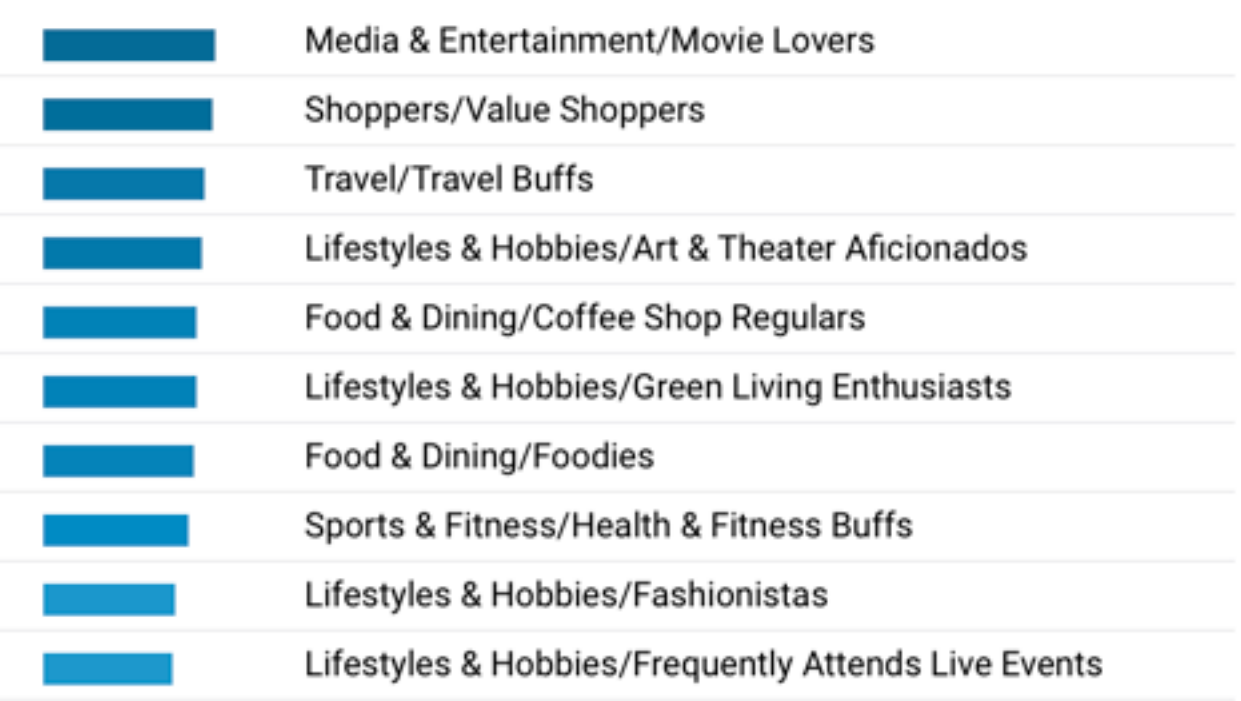 Media & Entertainment/Movie Lovers
Shoppers/Value Shoppers
Travel/Travel Buffs
Lifestyles & Hobbies/Art & Theater Aficionados
Food & Dining/Coffee Shop Regulars
Lifestyles & Hobbies/Green Living Enthusiasts
Food & Dining/Foodies
Sports & Fitness/Health & Fitness Buffs
Lifestyles & Hobbies/Fashionistas
Lifestyles & Hobbies/Frequently Attends Live Events